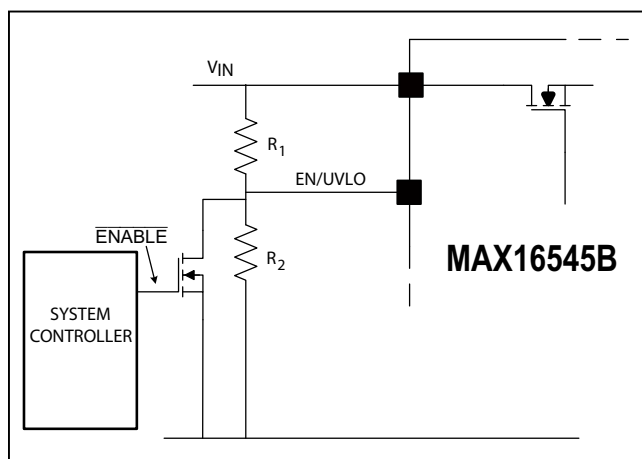 VIN
R1
EN/UVLO
ENABLE
R2
MAX16545B
SYSTEM
CONTROLLER